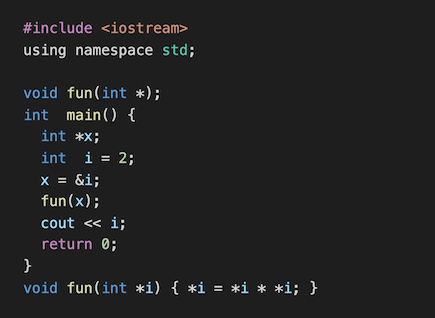 #include <iostream>
using namespace std;

void fun(int *);
int  main() {
  int *x;
  int  i = 2;
  x = &i;
  fun(x);
  cout << i;
  return 0;
}
void fun(int *i) { *i = *i * *i; }